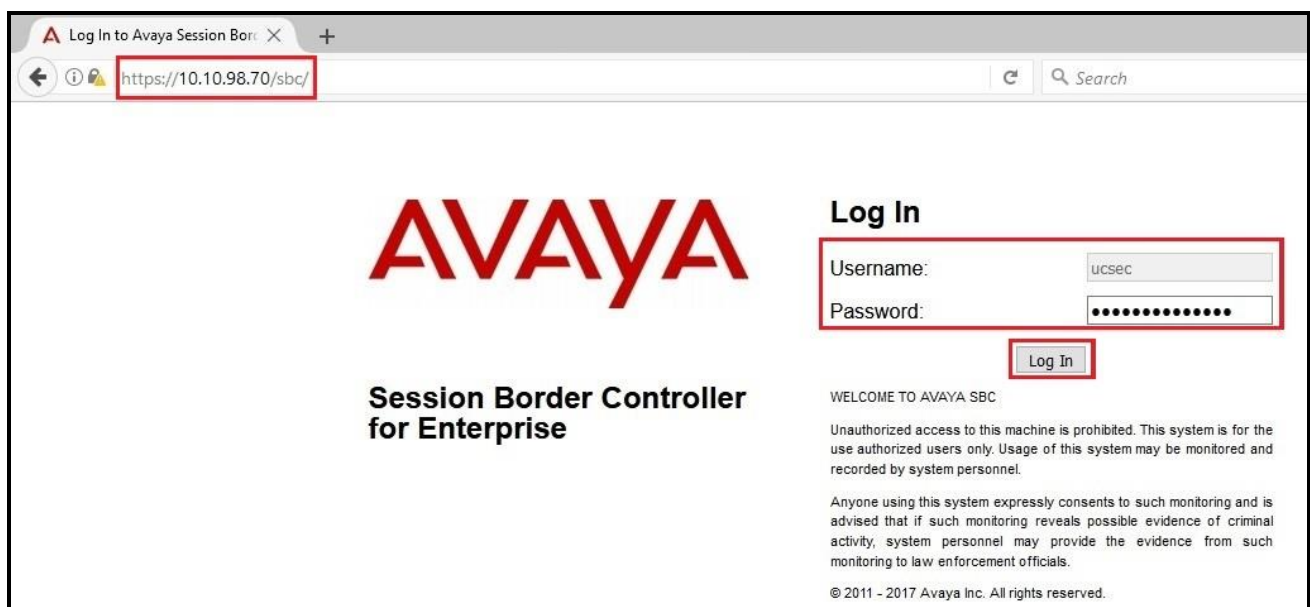 Log In to Avaya Session Bor
https://10.10.98.70/sbc/
Search
AVAYA
Session Border Controller
for Enterprise
Log In
Username:
ucsec
Password:
Log In
WELCOME TO AVAYA SBC
Unauthorized access to this machine is prohibited. This system is for the
use authorized users only. Usage of this system may be monitored and
recorded by system personnel.
Anyone using this system expressly consents to such monitoring and is
advised that if such monitoring reveals possible evidence of criminal
activity, system personnel may provide the evidence from such
monitoring to law enforcement officials.
© 2011 - 2017 Avaya Inc. All rights reserved.